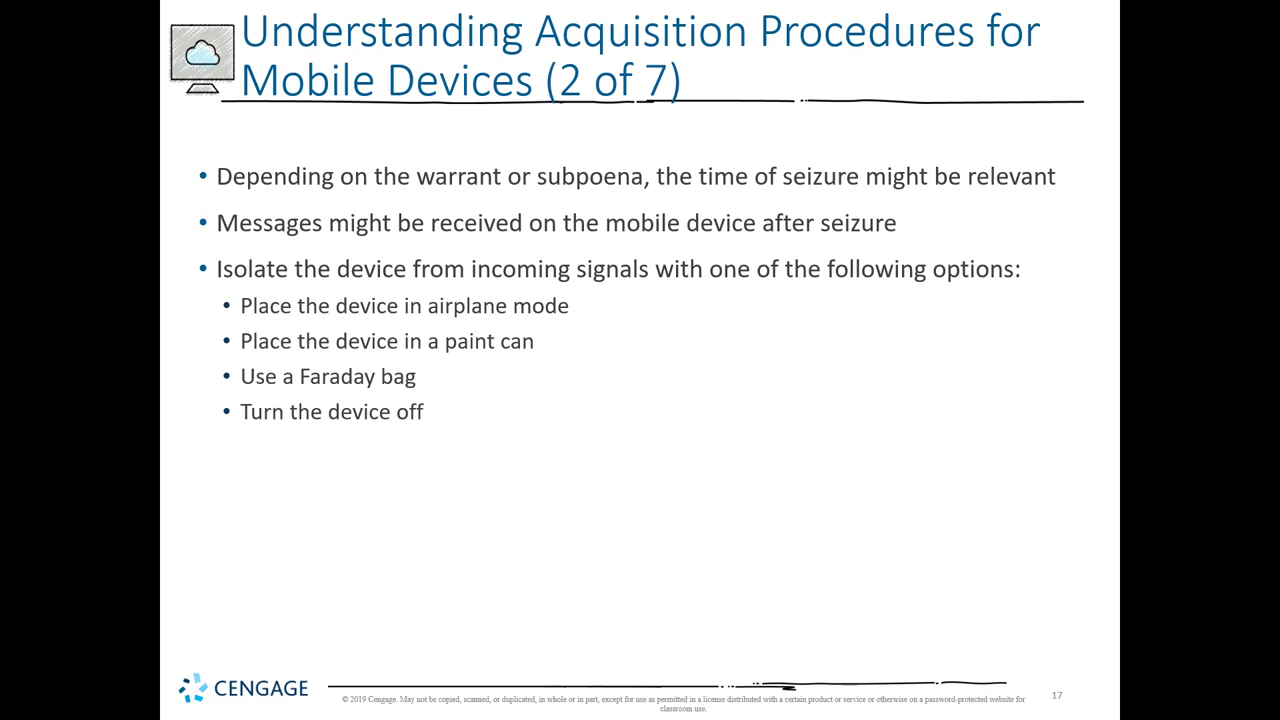 Understanding Acquisition Procedures for
Mobile Devices (2 of 7)
• Depending on the warrant or subpoena, the time of seizure might be relevant
• Messages might be received on the mobile device after seizure
• Isolate the device from incoming signals with one of the following options:
• Place the device in airplane mode
• Place the device in a paint can
• Use a Faraday bag
• Turn the device off
CENGAGE
© 2019 Cengage. May not be copied, scanned, or duplicated, in whole or in part, except for use as permitted in a license distributed with a certain product or service or otherwise on a password-protected website for
classroom use.
17